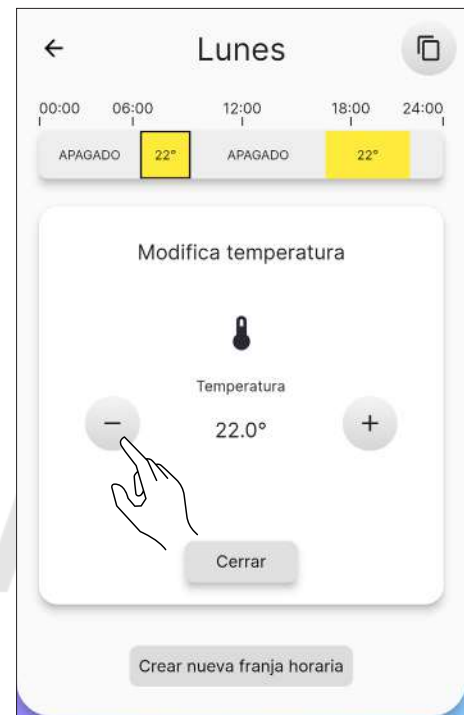 Lunes
00:00 06:00 12:00 18:00 24:00
APAGADO 22° APAGADO 22°
Modifica temperatura
Temperatura
− 22.0° +
Cerrar
Crear nueva franja horaria